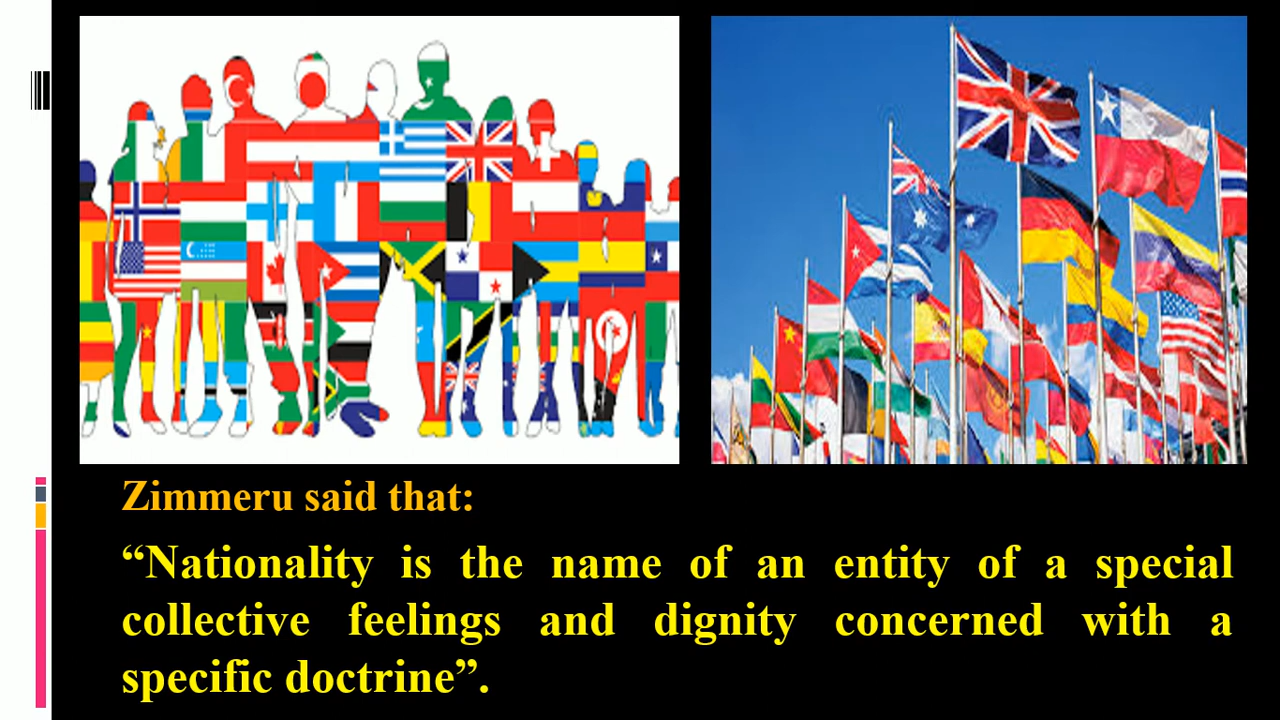 Zimmeru said that:
“Nationality is the name of an entity of a special
collective feelings and dignity concerned with a
specific doctrine”.